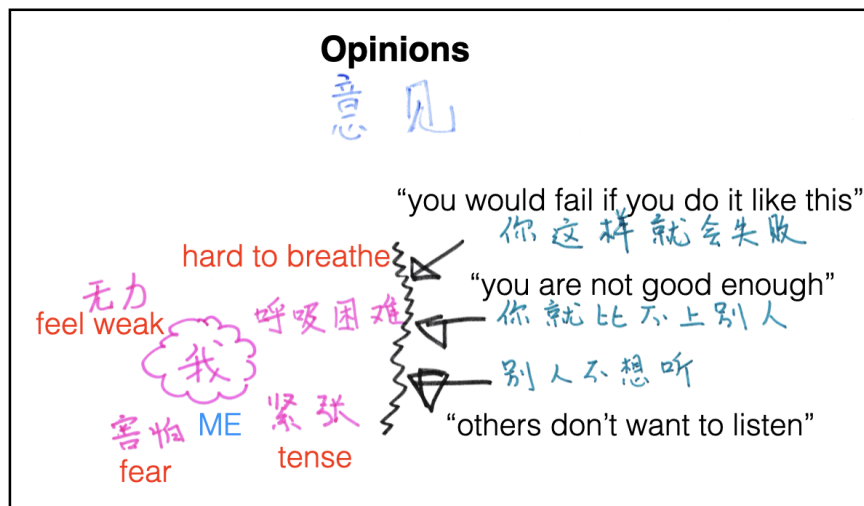 Opinions
意见
“you would fail if you do it like this”
你这样就会失败
hard to breathe
“you are not good enough”
无力
呼吸困难
你就比不上别人
feel weak
我
别人不想听
紧张
“others don’t want to listen”
害怕
ME
tense
fear